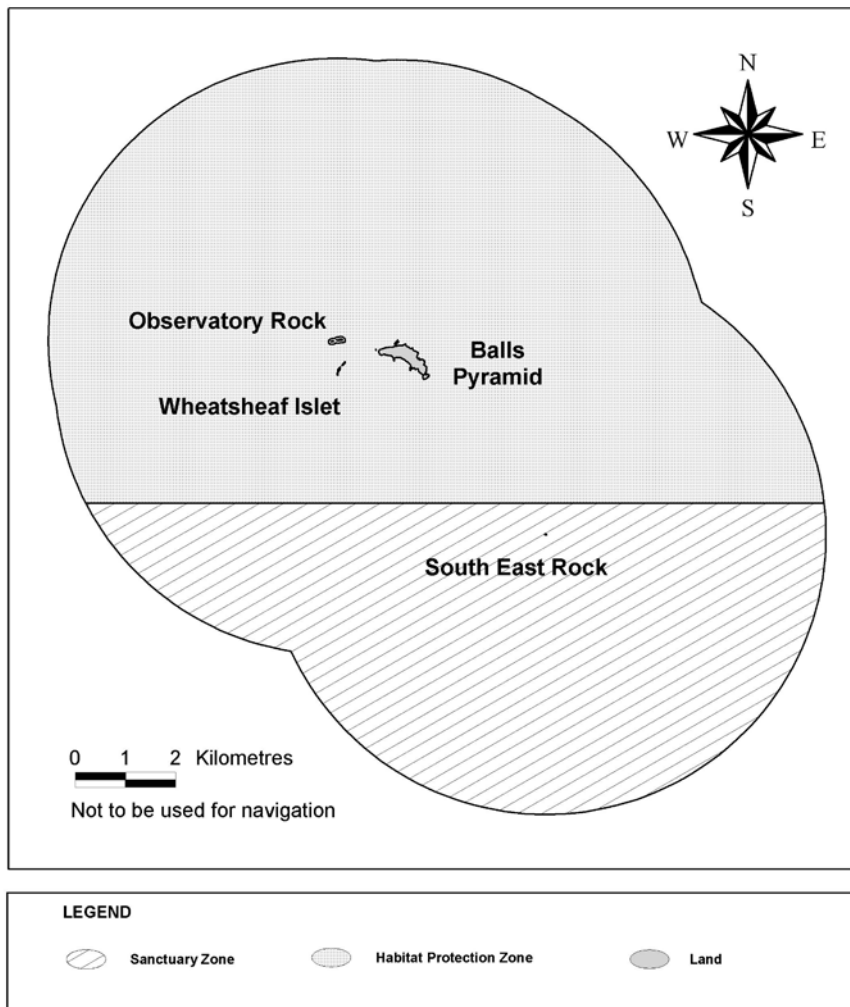 N
W E
S
Observatory Rock
Balls
Pyramid
Wheatsheaf Islet
South East Rock
0 1 2 Kilometres
Not to be used for navigation
LEGEND
Sanctuary Zone Habitat Protection Zone Land